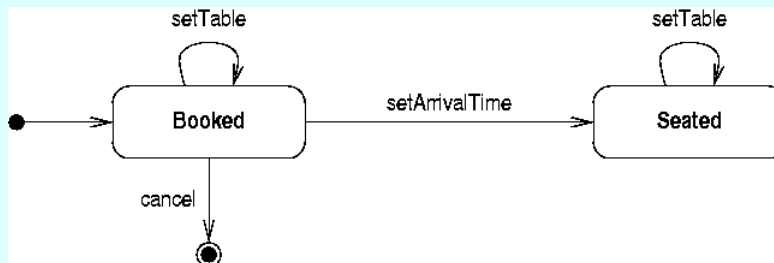 setTable
setTable
Booked
setArrivalTime
Seated
cancel